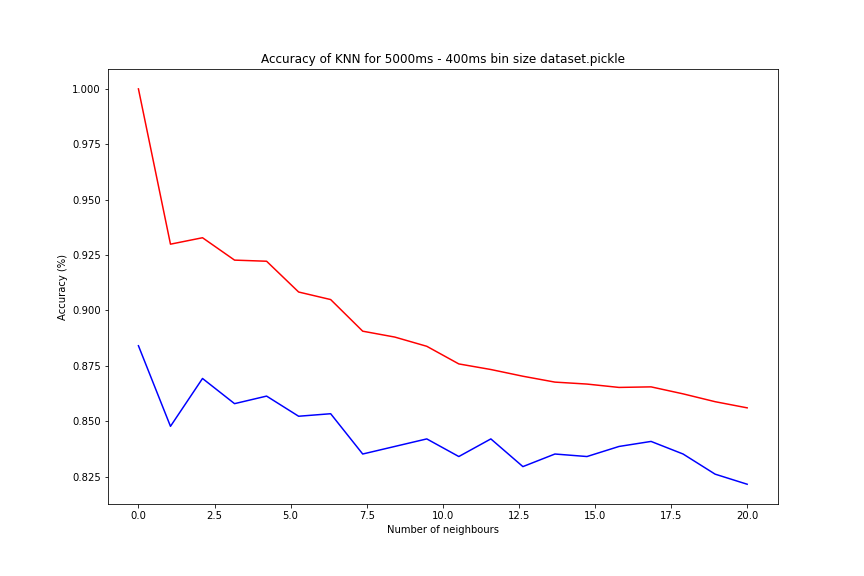 Accuracy of KNN for 5000ms - 400ms bin size dataset.pickle
1.000
0.975
0.950
0.925
0.900
0.875
0.850
0.825
Accuracy (%)
0.0 2.5 5.0 7.5 10.0 12.5 15.0 17.5 20.0
Number of neighbours